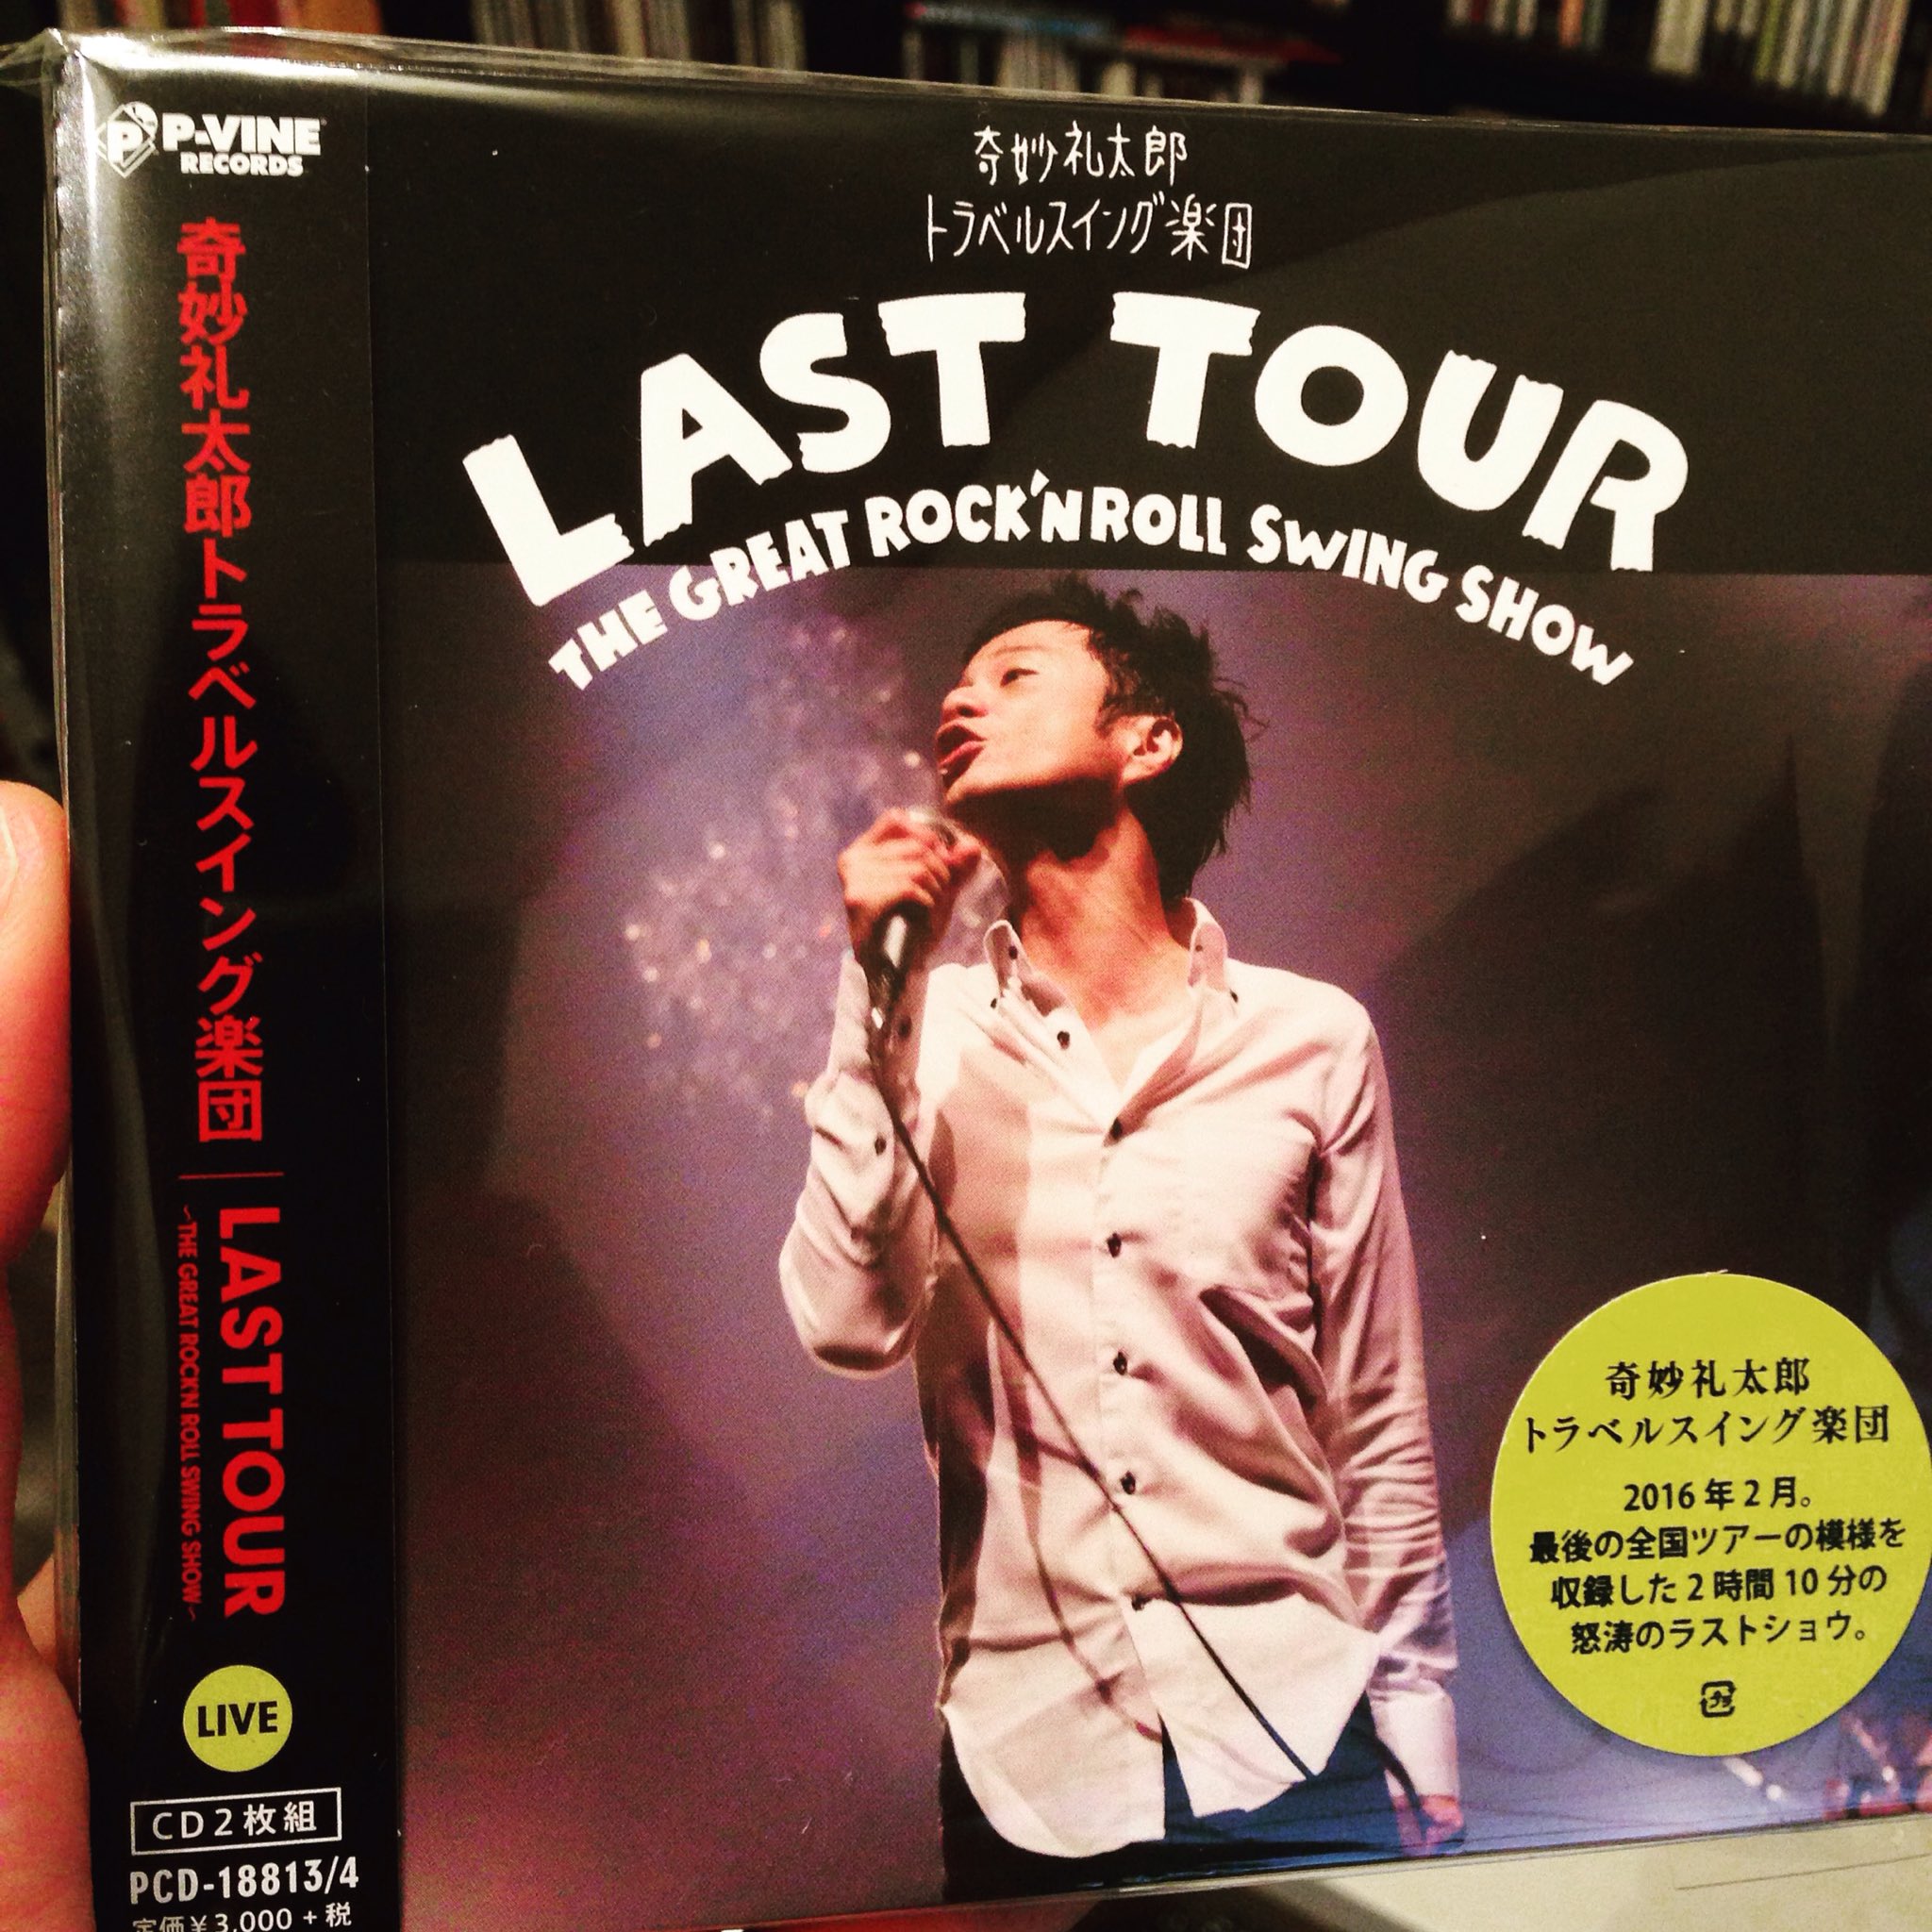 P-VINE
RECORDS
奇妙礼太郎トラベルスイング楽団 | LAST TOUR
~THE GREAT ROCK'N ROLL SWING SHOW~
LIVE
CD2枚組
PCD-18813/4
定価¥3,000+税
奇妙礼太郎
トラベルスイング楽団
LAST TOUR
THE GREAT ROCK'N ROLL SWING SHOW
奇妙礼太郎
トラベルスイング楽団
2016年2月。
最後の全国ツアーの模様を
収録した2時間10分の
怒涛のラストショウ。
プラ